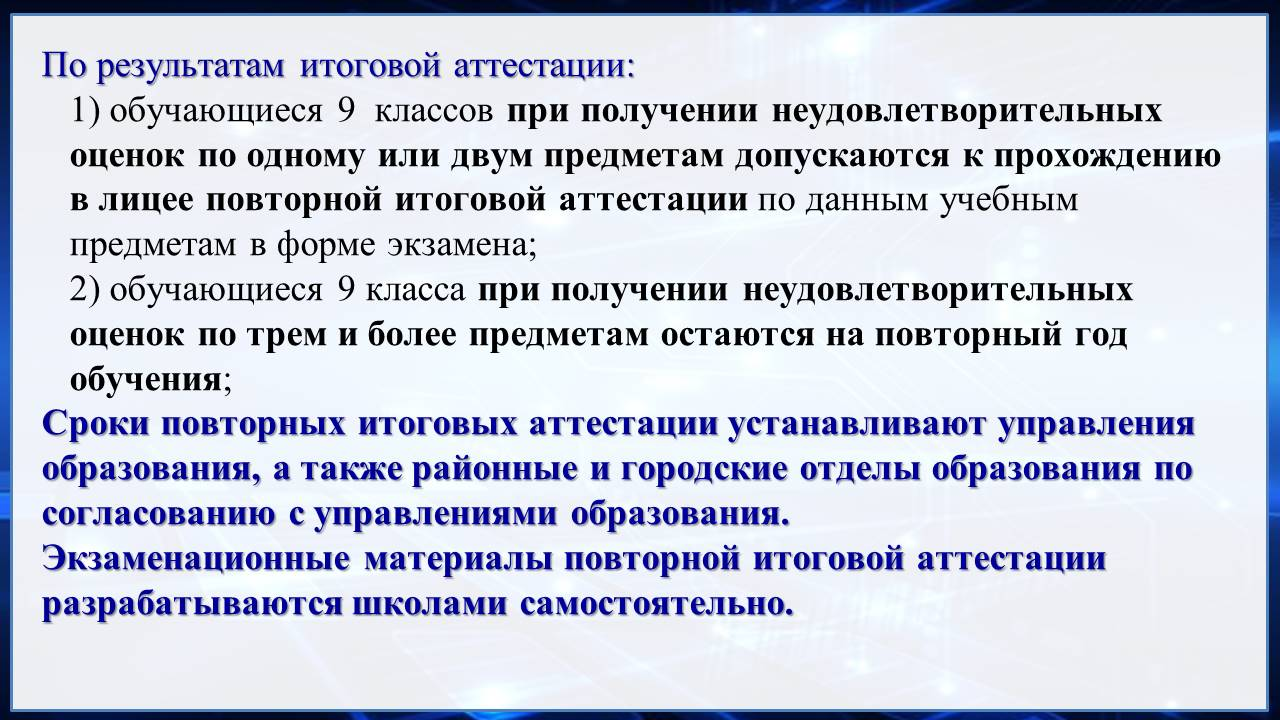 По результатам итоговой аттестации:
1) обучающиеся 9 классов при получении неудовлетворительных
оценок по одному или двум предметам допускаются к прохождению
в лицее повторной итоговой аттестации по данным учебным
предметам в форме экзамена;
2) обучающиеся 9 класса при получении неудовлетворительных
оценок по трем и более предметам остаются на повторный год
обучения;
Сроки повторных итоговых аттестации устанавливают управления
образования, а также районные и городские отделы образования по
согласованию с управлениями образования.
Экзаменационные материалы повторной итоговой аттестации
разрабатываются школами самостоятельно.